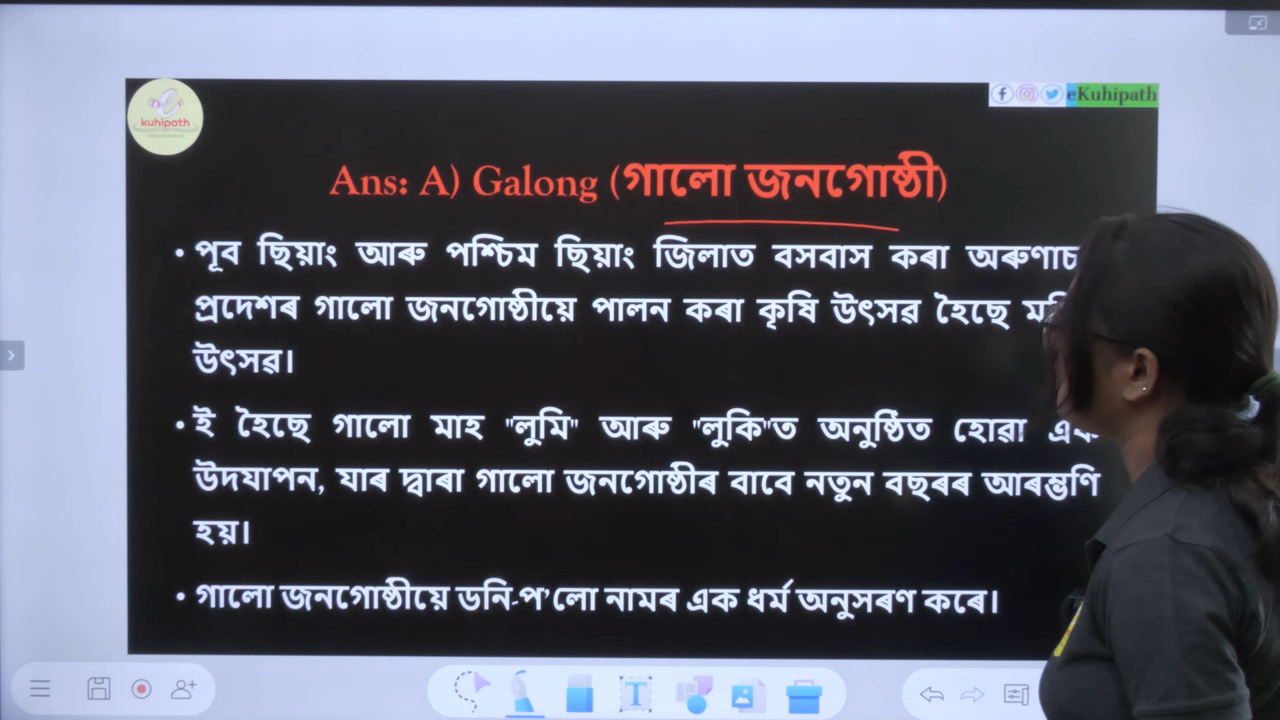 kuhipath
eKuhipath
Ans: A) Galong (গালো জনগোষ্ঠী)
• পূব ছিয়াং আৰু পশ্চিম ছিয়াং জিলাত বসবাস কৰা
প্ৰদেশৰ গালো জনগোষ্ঠীয়ে পালন কৰা কৃষি উৎসৱ হৈছে
উৎসৱ।
• ই হৈছে গালো মাহ "লুমি" আৰু "লুকি"ত অনুষ্ঠিত হোৱা এক
উদযাপন, যাৰ দ্বাৰা গালো জনগোষ্ঠীৰ বাবে নতুন বছৰৰ আৰম্ভণি
হয়।
• গালো জনগোষ্ঠীয়ে ডনি-প'লো নামৰ এক ধৰ্ম অনুসৰণ কৰে।